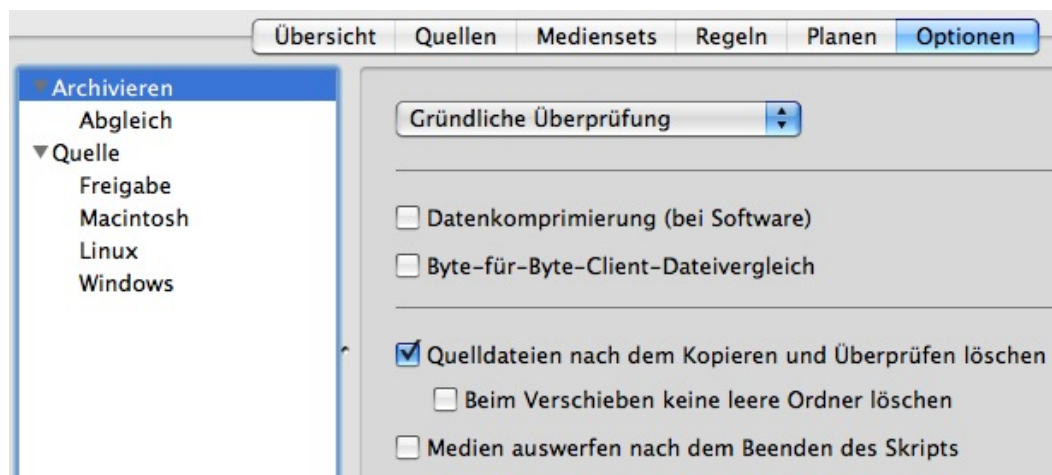 Übersicht Quellen Mediensets Regeln Planen Optionen
Archivieren
Abgleich
Quelle
Freigabe
Macintosh
Linux
Windows
Gründliche Überprüfung
Datenkomprimierung (bei Software)
Byte-für-Byte-Client-Dateivergleich
Quelldateien nach dem Kopieren und Überprüfen löschen
Beim Verschieben keine leere Ordner löschen
Medien auswerfen nach dem Beenden des Skripts